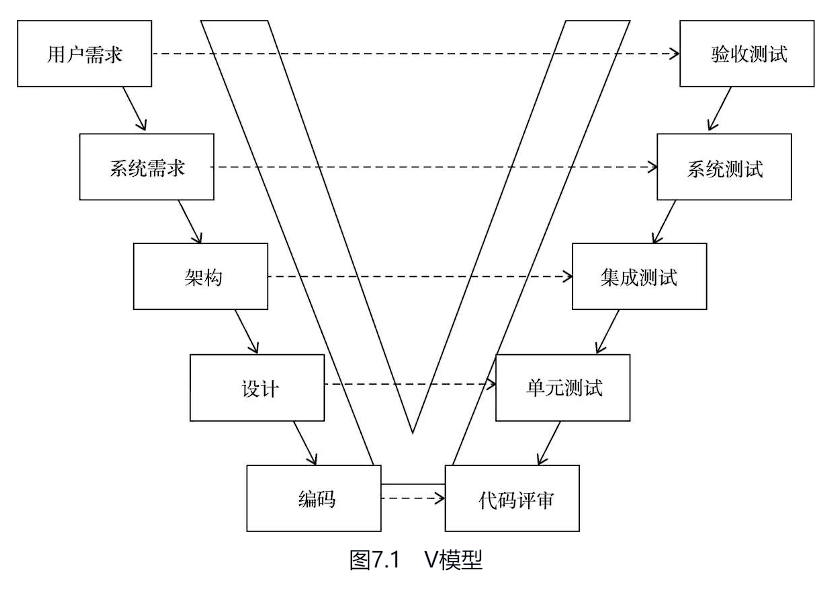 用户需求
验收测试
系统需求
系统测试
架构
集成测试
设计
单元测试
编码
代码评审
图7.1 V模型